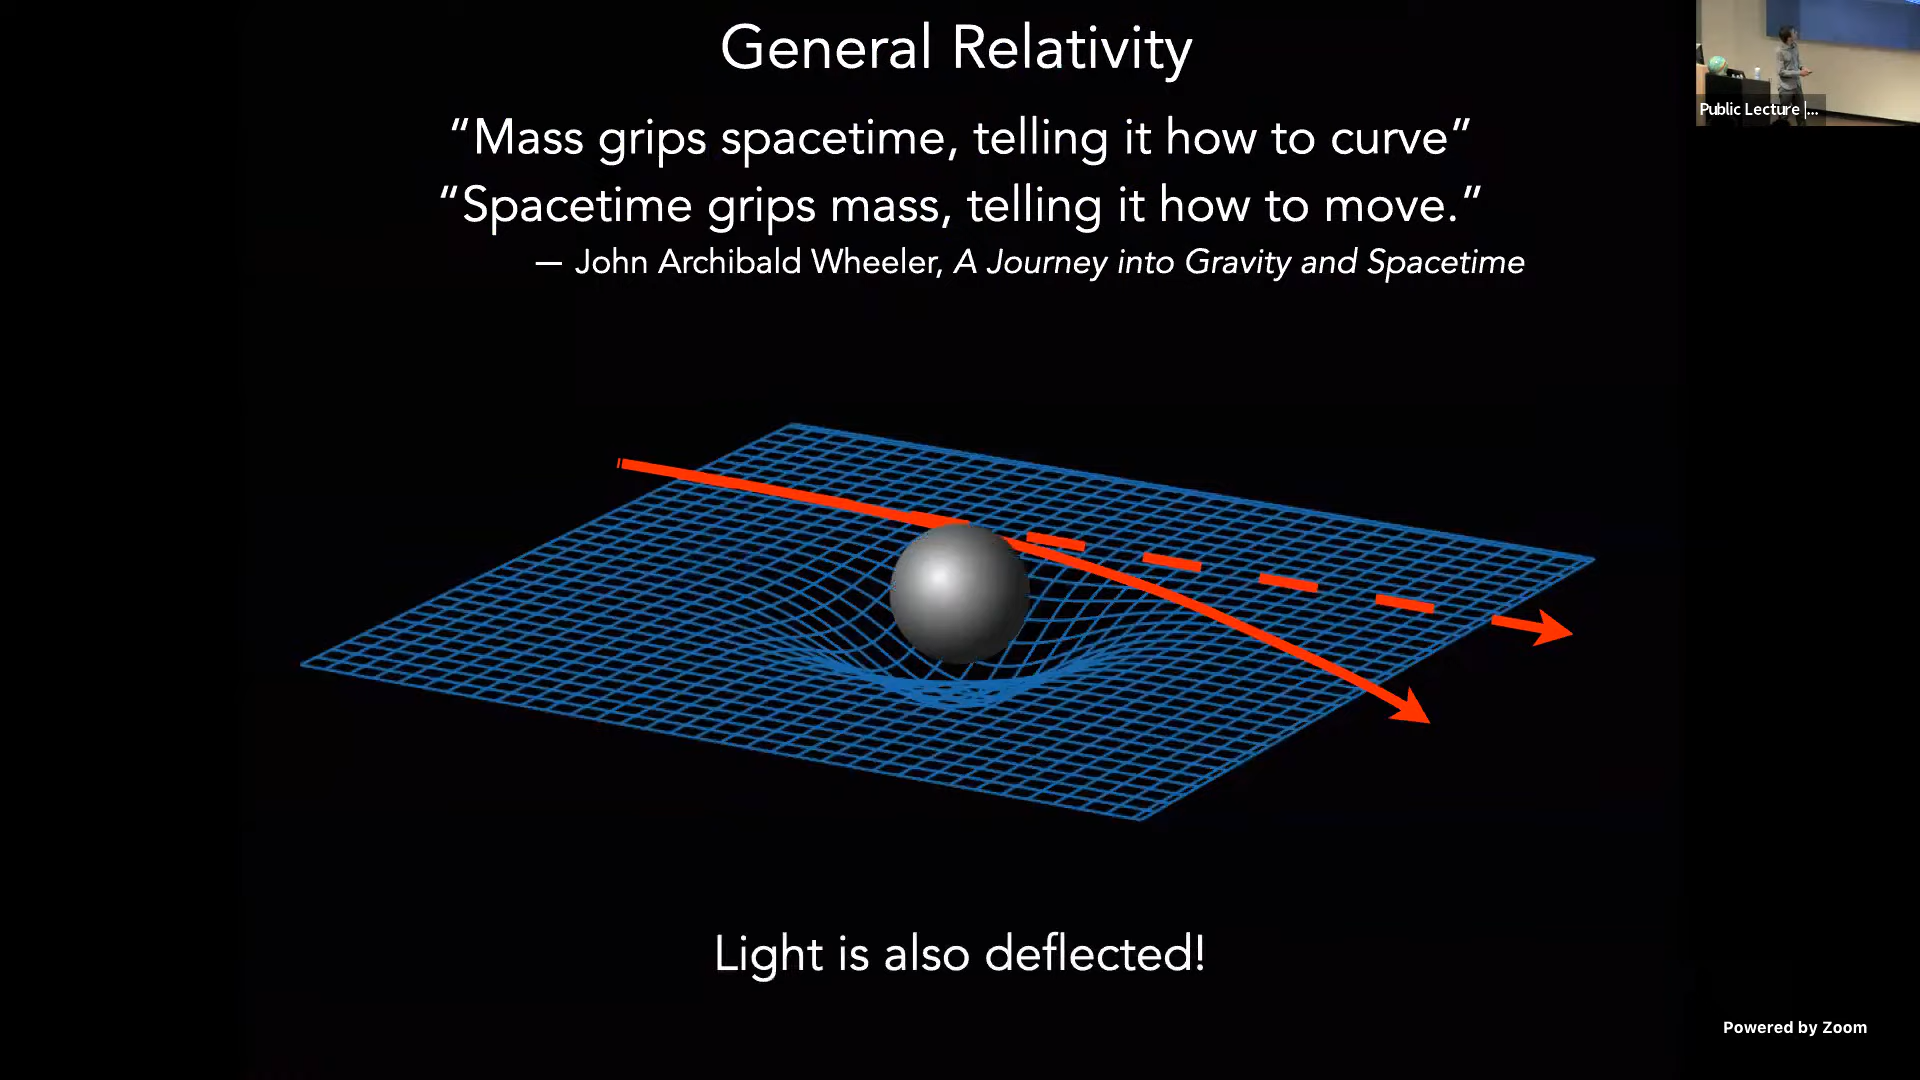 General Relativity
Public Lecture |...
“Mass grips spacetime, telling it how to curve”
“Spacetime grips mass, telling it how to move.”
— John Archibald Wheeler, A Journey into Gravity and Spacetime
Light is also deflected!
Powered by Zoom